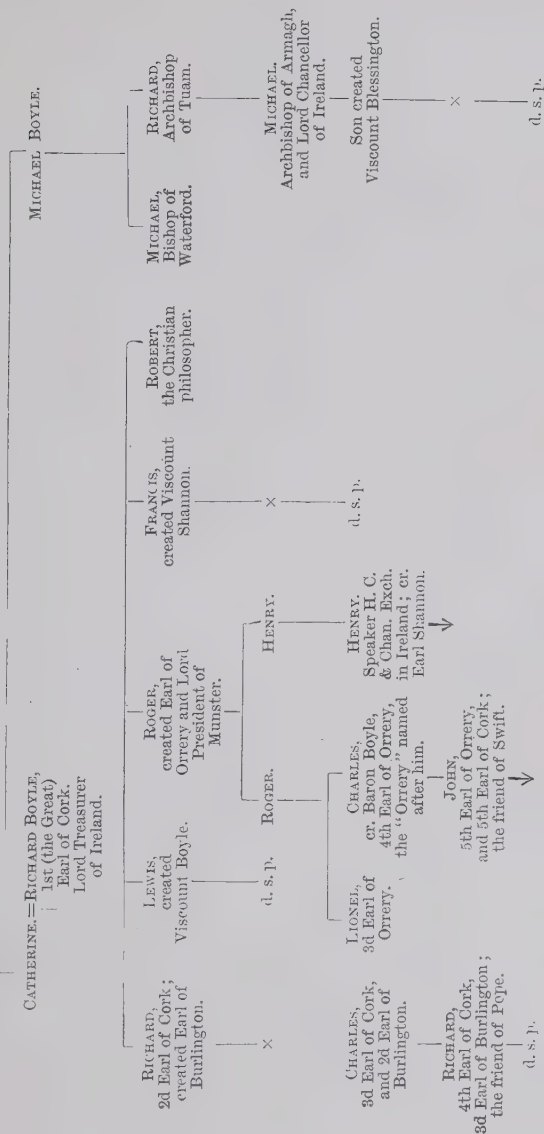 CATHERINE.=RICHARD BOYLE,
1st (the Great)
Earl of Cork.
Lord Treasurer
of Ireland.
MICHAEL BOYLE.
RICHARD,
2d Earl of Cork;
created Earl of
Burlington.
×
CHARLES,
3d Earl of Cork,
and 2d Earl of
Burlington.
RICHARD,
4th Earl of Cork,
3d Earl of Burlington;
the friend of Pope.
d. s. p.
LEWIS,
created
Viscount Boyle.
d. s. p.
ROGER,
created Earl of
Orrery and Lord
President of
Munster.
ROGER.
LIONEL,
3d Earl of
Orrery.
CHARLES,
cr. Baron Boyle,
4th Earl of Orrery,
the "Orrery" named
after him.
JOHN,
5th Earl of Orrery,
and 5th Earl of Cork;
the friend of Swift.
HENRY.
HENRY.
Speaker H. C.
& Chan. Exch.
in Ireland; cr.
Earl Shannon.
FRANCIS,
created Viscount
Shannon.
×
d. s. p.
ROBERT,
the Christian
philosopher.
MICHAEL,
Bishop of
Waterford.
RICHARD,
Archbishop
of Tuam.
MICHAEL.
Archbishop of Armagh,
and Lord Chancellor
of Ireland.
Son created
Viscount Blessington.
×
d. s. p.